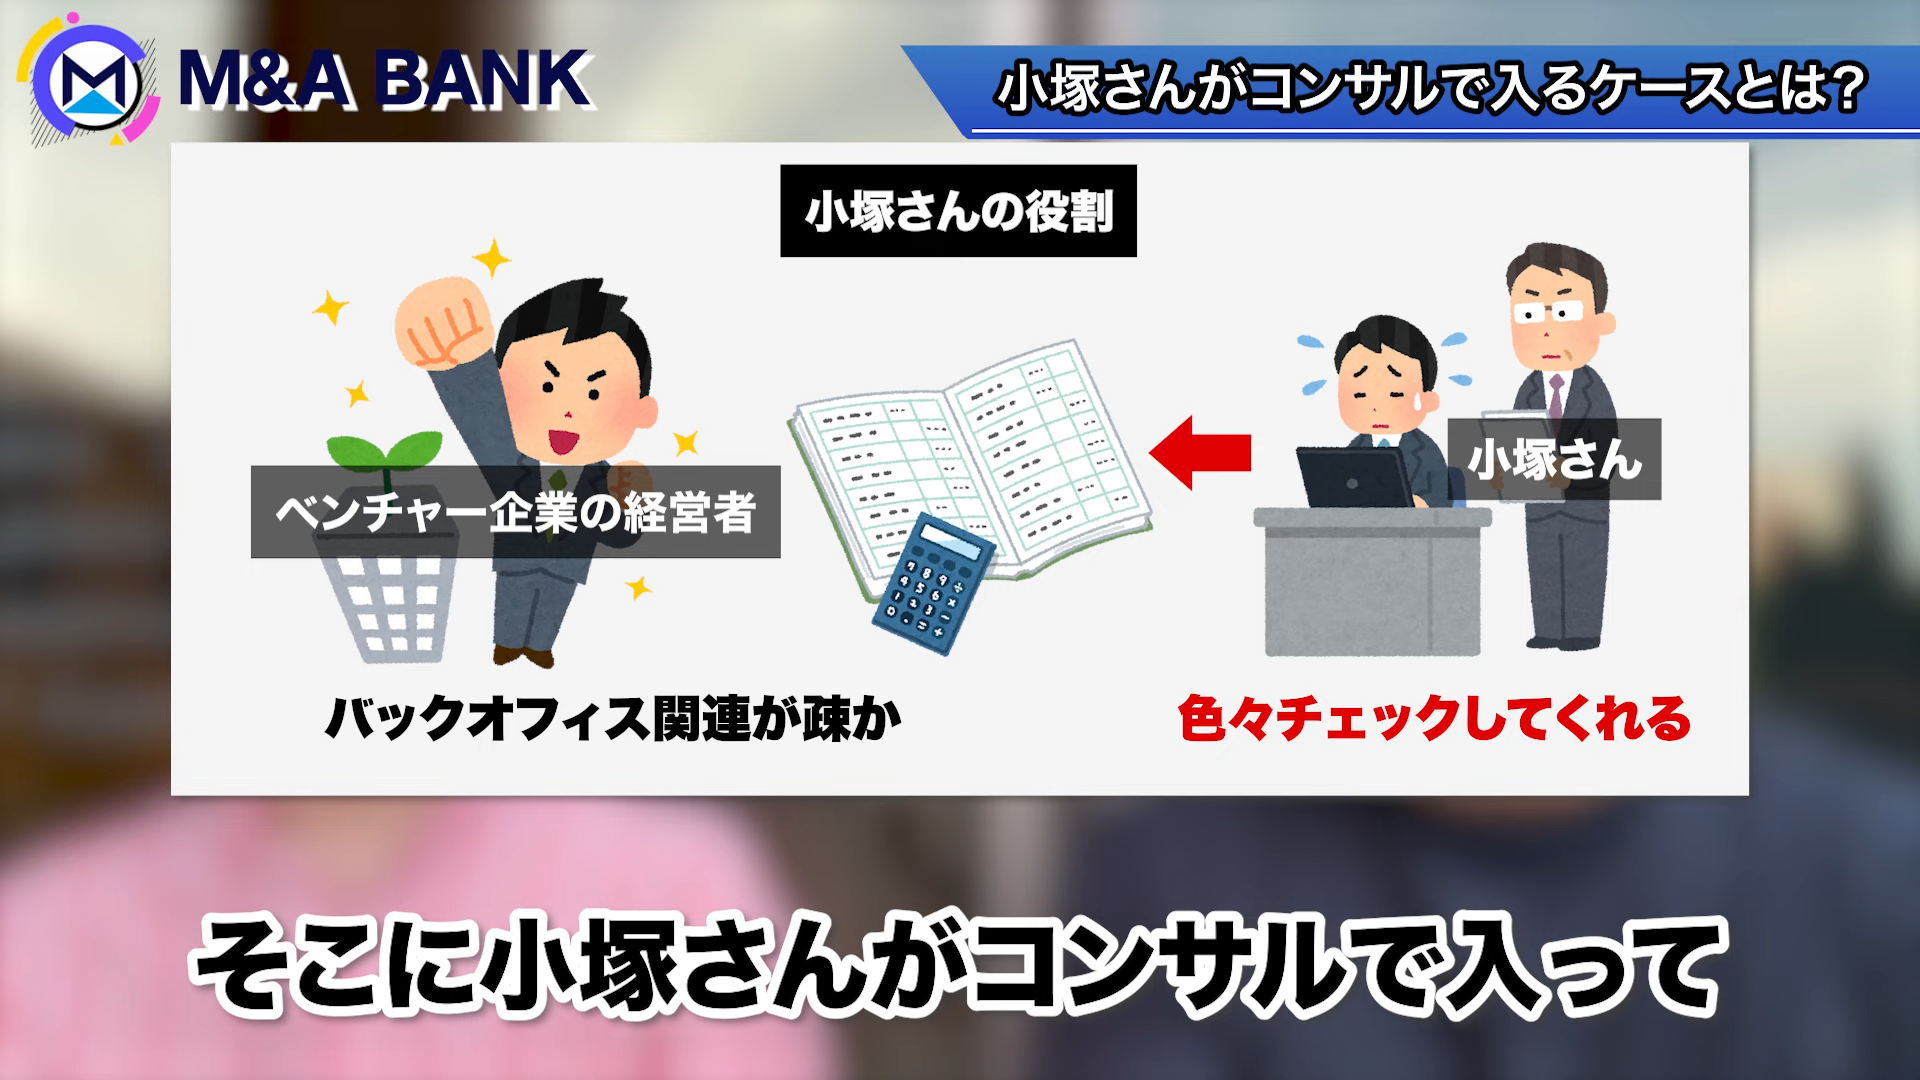 M&A BANK
小塚さんがコンサルで入るケースとは？
小塚さんの役割
ベンチャー企業の経営者
小塚さん
バックオフィス関連が疎か
色々チェックしてくれる
そこに小塚さんがコンサルで入って